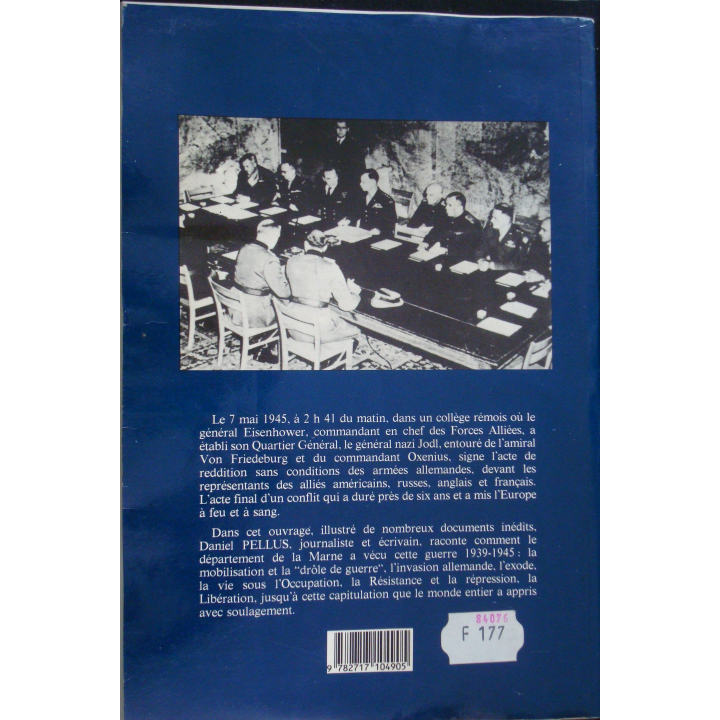 Le 7 mai 1945, à 2 h 41 du matin, dans un collège rémois où le
général Eisenhower, commandant en chef des Forces Alliées, a
établi son Quartier Général, le général nazi Jodl, entouré de l'amiral
Von Friedeburg et du commandant Oxenius, signe l'acte de
reddition sans conditions des armées allemandes, devant les
représentants des alliés américains, russes, anglais et français.
L'acte final d'un conflit qui a duré près de six ans et a mis l'Europe
à feu et à sang.
Dans cet ouvrage, illustré de nombreux documents inédits,
Daniel PELLUS, journaliste et écrivain, raconte comment le
département de la Marne a vécu cette guerre 1939-1945 : la
mobilisation et la "drôle de guerre", l'invasion allemande, l'exode,
la vie sous l'Occupation, la Résistance et la répression, la
Libération, jusqu'à cette capitulation que le monde entier a appris
avec soulagement.
84076
F 177
9 782717 104905